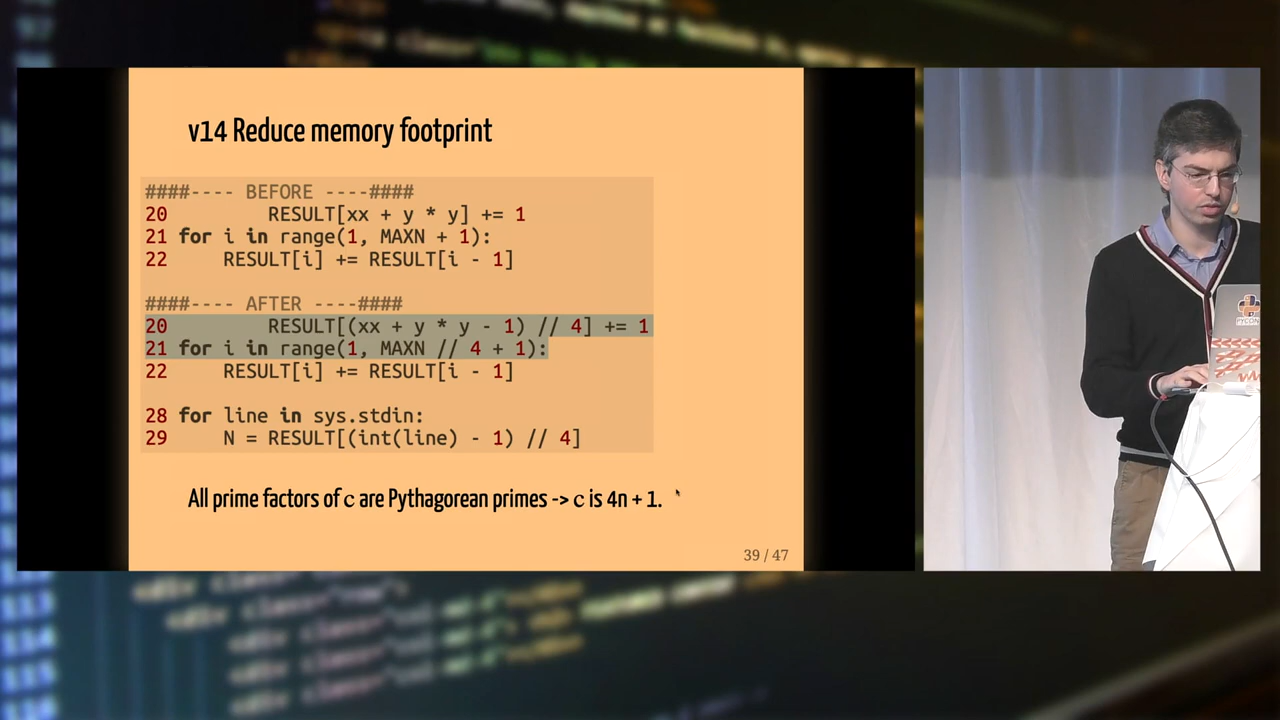 v14 Reduce memory footprint
####---- BEFORE ----####
20         RESULT[xx + y * y] += 1
21 for i in range(1, MAXN + 1):
22     RESULT[i] += RESULT[i - 1]
####---- AFTER ----####
20         RESULT[(xx + y * y - 1) // 4] += 1
21 for i in range(1, MAXN // 4 + 1):
22     RESULT[i] += RESULT[i - 1]
28 for line in sys.stdin:
29     N = RESULT[(int(line) - 1) // 4]
All prime factors of c are Pythagorean primes -> c is 4n + 1.
39 / 47
PYCON